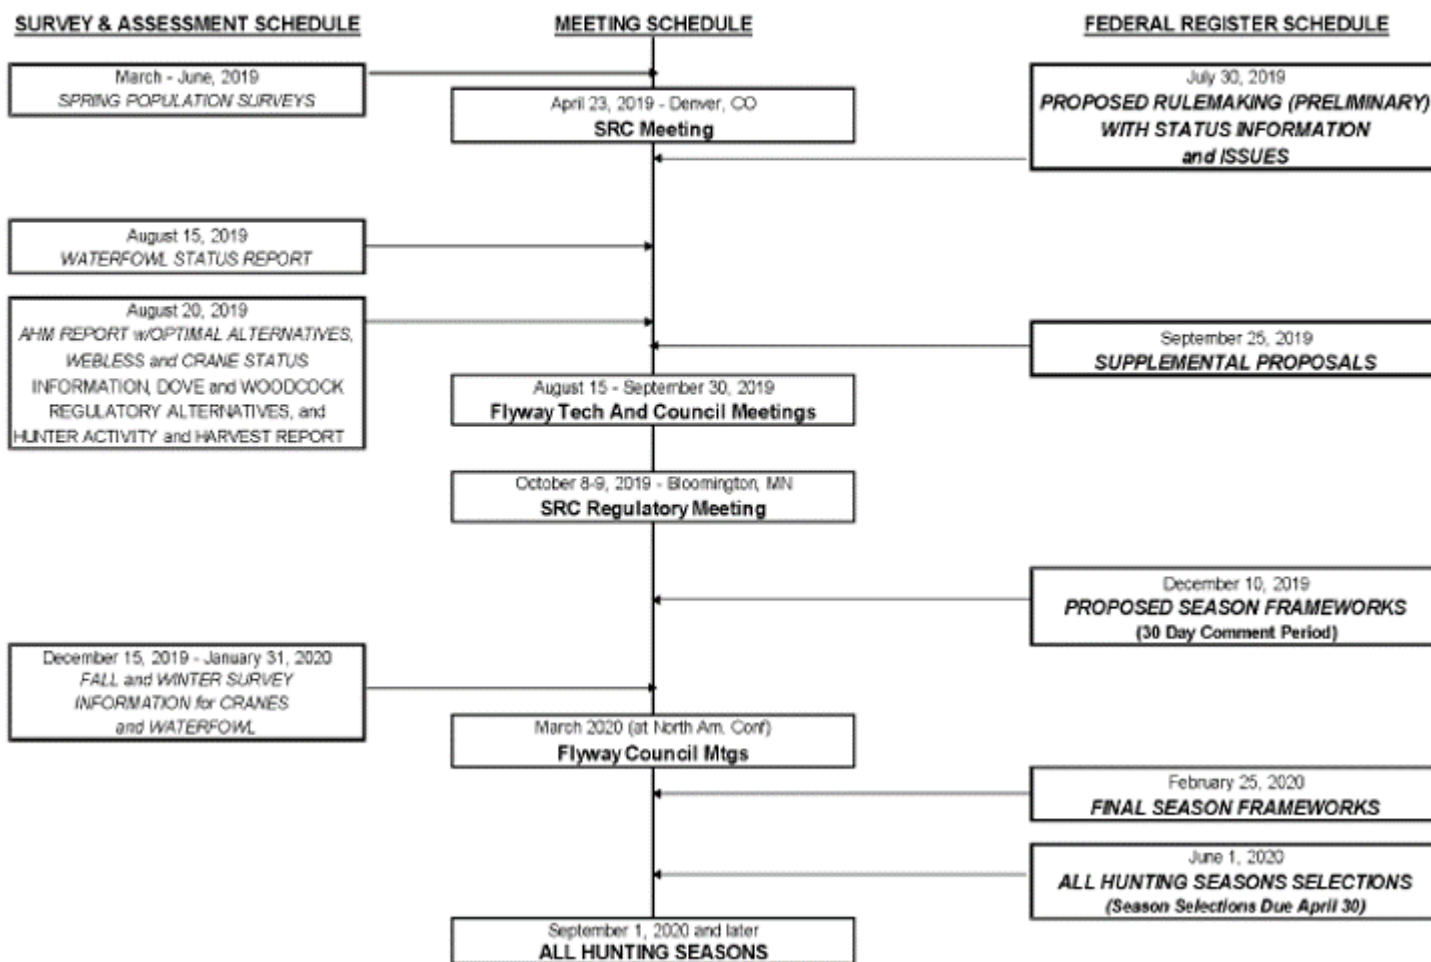 SURVEY & ASSESSMENT SCHEDULE
March - June, 2019
SPRING POPULATION SURVEYS
August 15, 2019
WATERFOWL STATUS REPORT
August 20, 2019
AHM REPORT w/OPTIMAL ALTERNATIVES,
WEBLESS and CRANE STATUS
INFORMATION, DOVE and WOODCOCK
REGULATORY ALTERNATIVES, and
HUNTER ACTIVITY and HARVEST REPORT
December 15, 2019 - January 31, 2020
FALL and WINTER SURVEY
INFORMATION for CRANES
and WATERFOWL
MEETING SCHEDULE
April 23, 2019 - Denver, CO
SRC Meeting
August 15 - September 30, 2019
Flyway Tech And Council Meetings
October 8-9, 2019 - Bloomington, MN
SRC Regulatory Meeting
March 2020 (at North Am. Conf)
Flyway Council Mtgs
September 1, 2020 and later
ALL HUNTING SEASONS
FEDERAL REGISTER SCHEDULE
July 30, 2019
PROPOSED RULEMAKING (PRELIMINARY)
WITH STATUS INFORMATION
and ISSUES
September 25, 2019
SUPPLEMENTAL PROPOSALS
December 10, 2019
PROPOSED SEASON FRAMEWORKS
(30 Day Comment Period)
February 25, 2020
FINAL SEASON FRAMEWORKS
June 1, 2020
ALL HUNTING SEASONS SELECTIONS
(Season Selections Due April 30)